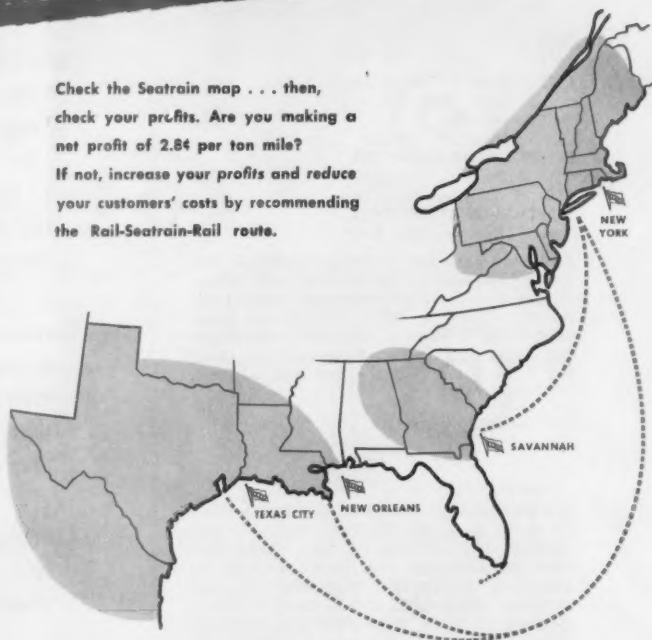 Check the Seatrain map . . . then,
check your profits. Are you making a
net profit of 2.8¢ per ton mile?
If not, increase your profits and reduce
your customers' costs by recommending
the Rail-Seatrain-Rail route.
NEW
YORK
SAVANNAH
TEXAS CITY
NEW ORLEANS